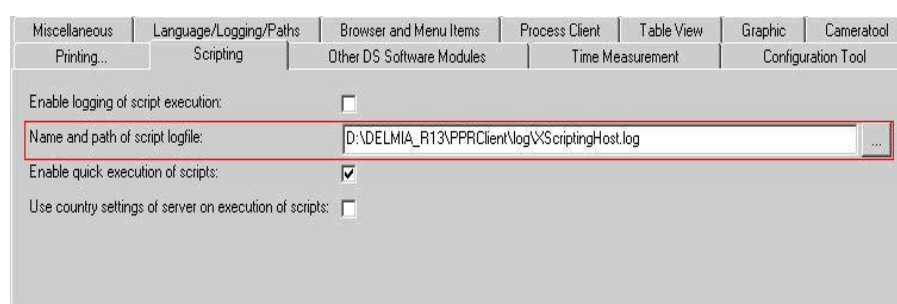 Miscellaneous Language/Logging/Paths Browser and Menu Items Process Client Table View Graphic Cameratool
Printing... Scripting Other DS Software Modules Time Measurement Configuration Tool
Enable logging of script execution:
Name and path of script logfile: D:\DELMIA_R13\PPRClient\log\XScriptingHost.log ...
Enable quick execution of scripts:
Use country settings of server on execution of scripts: